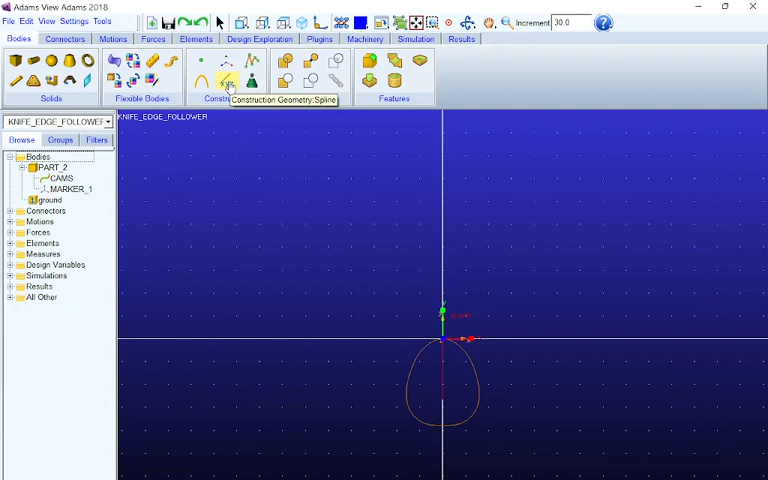 Adams View Adams 2018
File Edit View Settings Tools
Increment 30.0
Bodies Connectors Motions Forces Elements Design Exploration Plugins Machinery Simulation Results
Solids Flexible Bodies Constru Features
Construction Geometry:Spline
KNIFE_EDGE_FOLLOWER
KNIFE_EDGE_FOLLOWER
Browse Groups Filters
Bodies
PART_2
CAMS
MARKER_1
ground
Connectors
Motions
Forces
Elements
Measures
Design Variables
Simulations
Results
All Other